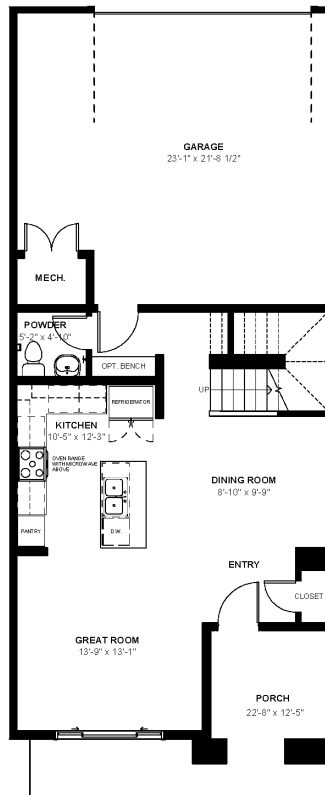 GARAGE
23'-1" x 21'-8 1/2"
MECH.
POWDER
5'-2" x 4'-10"
OPT. BENCH
UP
REFRIGERATOR
KITCHEN
10'-5" x 12'-3"
OVEN RANGE
WITH MICROWAVE
ABOVE
DINING ROOM
8'-10" x 9'-9"
PANTRY
D.W.
ENTRY
CLOSET
GREAT ROOM
13'-9" x 13'-1"
PORCH
22'-8" x 12'-5"